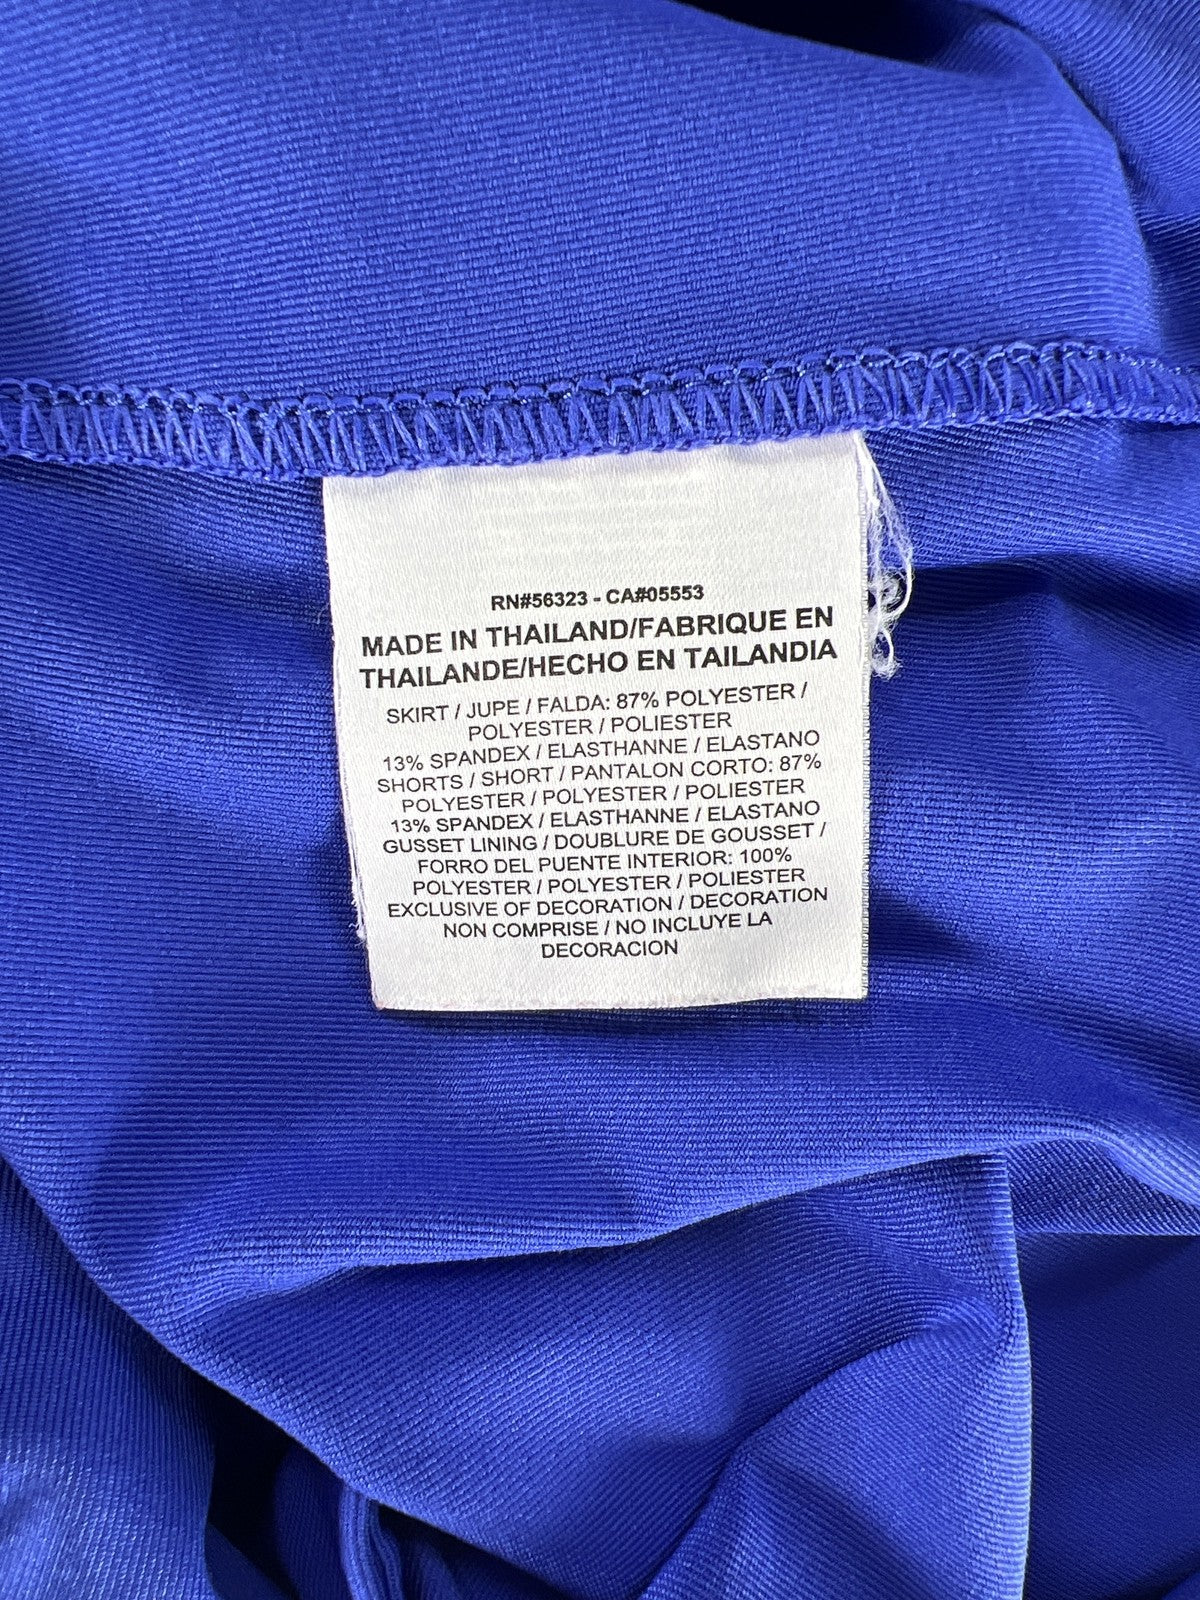 RN#56323 - CA#05553
MADE IN THAILAND/FABRIQUE EN
THAILANDE/HECHO EN TAILANDIA
SKIRT / JUPE / FALDA: 87% POLYESTER /
POLYESTER / POLIESTER
13% SPANDEX / ELASTHANNE / ELASTANO
SHORTS / SHORT / PANTALON CORTO: 87%
POLYESTER / POLYESTER / POLIESTER
13% SPANDEX / ELASTHANNE / ELASTANO
GUSSET LINING / DOUBLURE DE GOUSSET /
FORRO DEL PUENTE INTERIOR: 100%
POLYESTER / POLYESTER / POLIESTER
EXCLUSIVE OF DECORATION / DECORATION
NON COMPRISE / NO INCLUYE LA
DECORACION